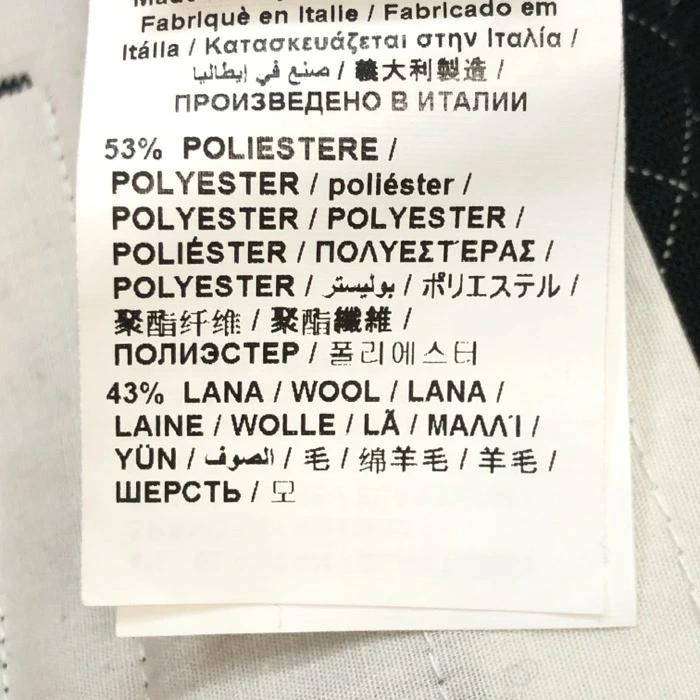 Fabriquè en Italie / Fabricado em
Itália / Κατασκευάζεται στην Ιταλία /
صنع في إيطاليا / 義大利製造 /
ПРОИЗВЕДЕНО В ИТАЛИИ
53% POLIESTERE /
POLYESTER / poliéster /
POLYESTER / POLYESTER /
POLIÉSTER / ΠΟΛΥΕΣΤΈΡΑΣ /
POLYESTER / بوليستر / ポリエステル /
聚酯纤维 / 聚酯纖維 /
ПОЛИЭСТЕР / 폴리에스터
43% LANA / WOOL / LANA /
LAINE / WOLLE / LÃ / ΜΑΛΛΊ /
YÜN / الصوف / 毛 / 绵羊毛 / 羊毛 /
ШЕРСТЬ / 모